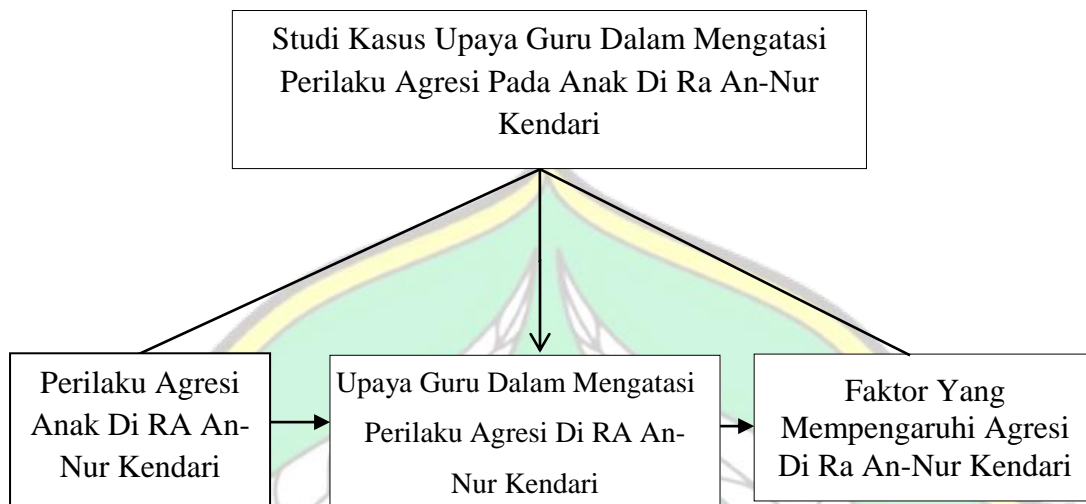 Studi Kasus Upaya Guru Dalam Mengatasi
Perilaku Agresi Pada Anak Di Ra An-Nur
Kendari
Perilaku Agresi
Anak Di RA An-
Nur Kendari
Upaya Guru Dalam Mengatasi
Perilaku Agresi Di RA An-
Nur Kendari
Faktor Yang
Mempengaruhi Agresi
Di Ra An-Nur Kendari